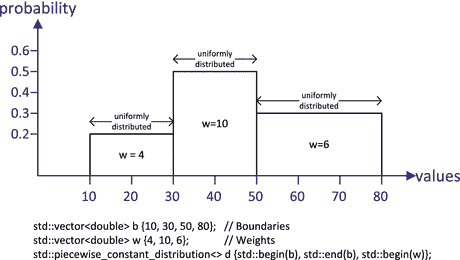 probability
0.6
uniformly
distributed
0.5
uniformly
distributed
uniformly
distributed
0.4
0.3
0.2
w = 4
w=10
w=6
10 20 30 40 50 60 70 80 values
std::vector<double> b {10, 30, 50, 80};  // Boundaries
std::vector<double> w {4, 10, 6};  // Weights
std::piecewise_constant_distribution<> d {std::begin(b), std::end(b), std::begin(w)};